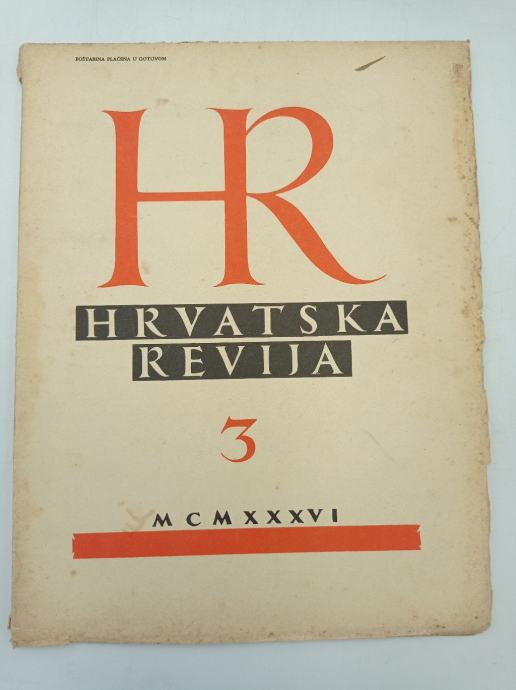 POŠTARINA PLAĆENA U GOTOVOM
HR
HRVATSKA
REVIJA
3
MCMXXXVI